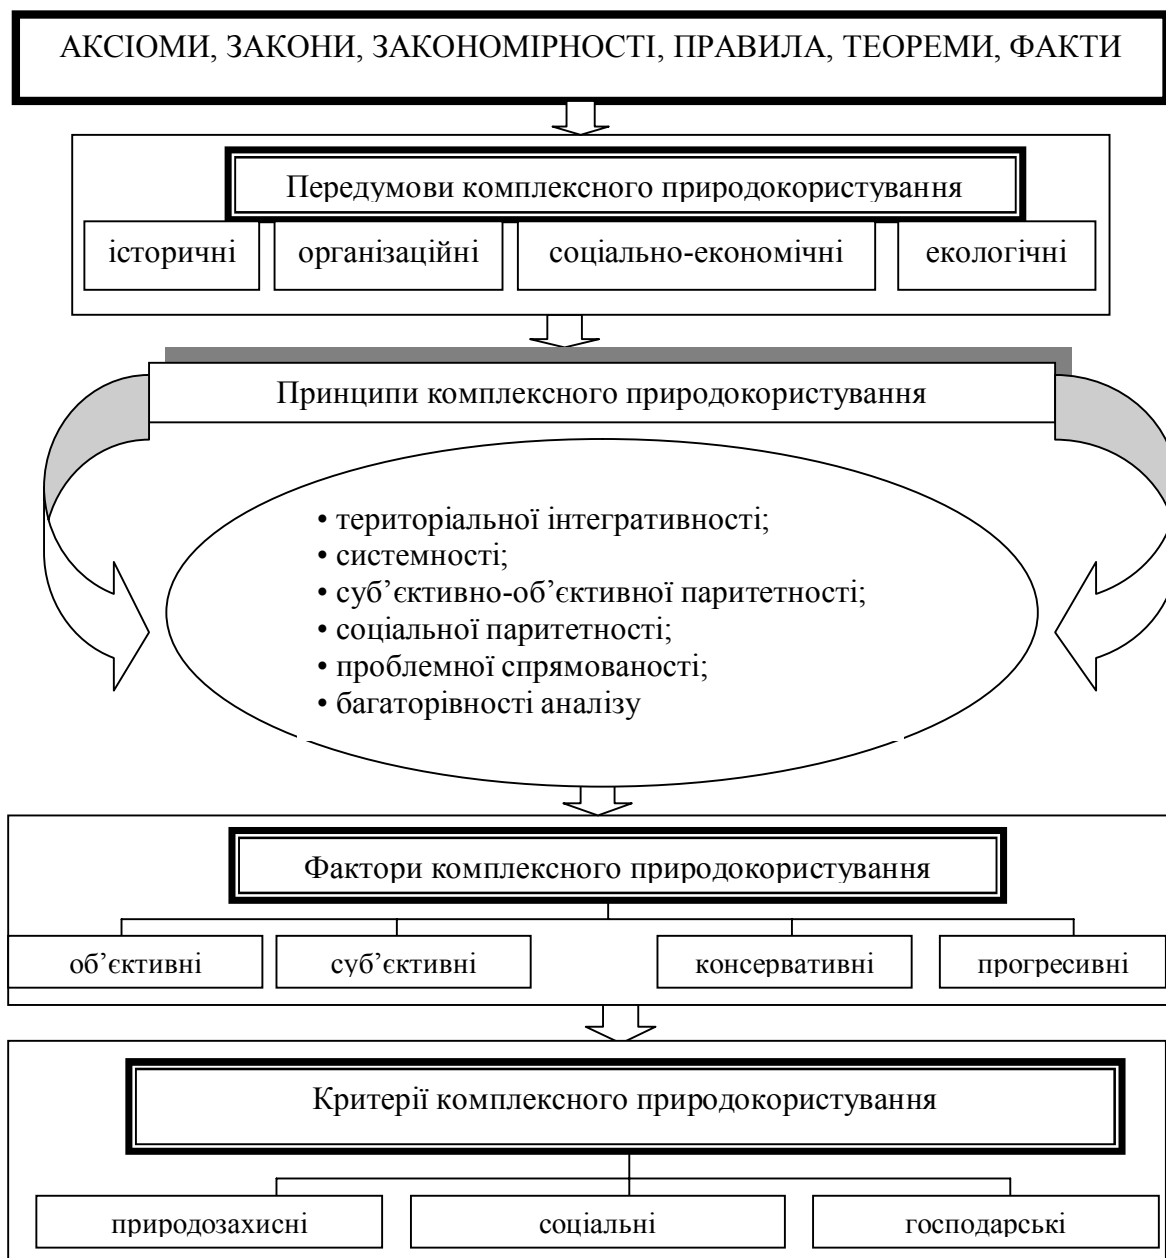 АКСІОМИ, ЗАКОНИ, ЗАКОНОМІРНОСТІ, ПРАВИЛА, ТЕОРЕМИ, ФАКТИ
Передумови комплексного природокористування
історичні
організаційні
соціально-економічні
екологічні
Принципи комплексного природокористування
• територіальної інтегративності;
• системності;
• суб’єктивно-об’єктивної паритетності;
• соціальної паритетності;
• проблемної спрямованості;
• багаторівності аналізу
Фактори комплексного природокористування
об’єктивні
суб’єктивні
консервативні
прогресивні
Критерії комплексного природокористування
природозахисні
соціальні
господарські